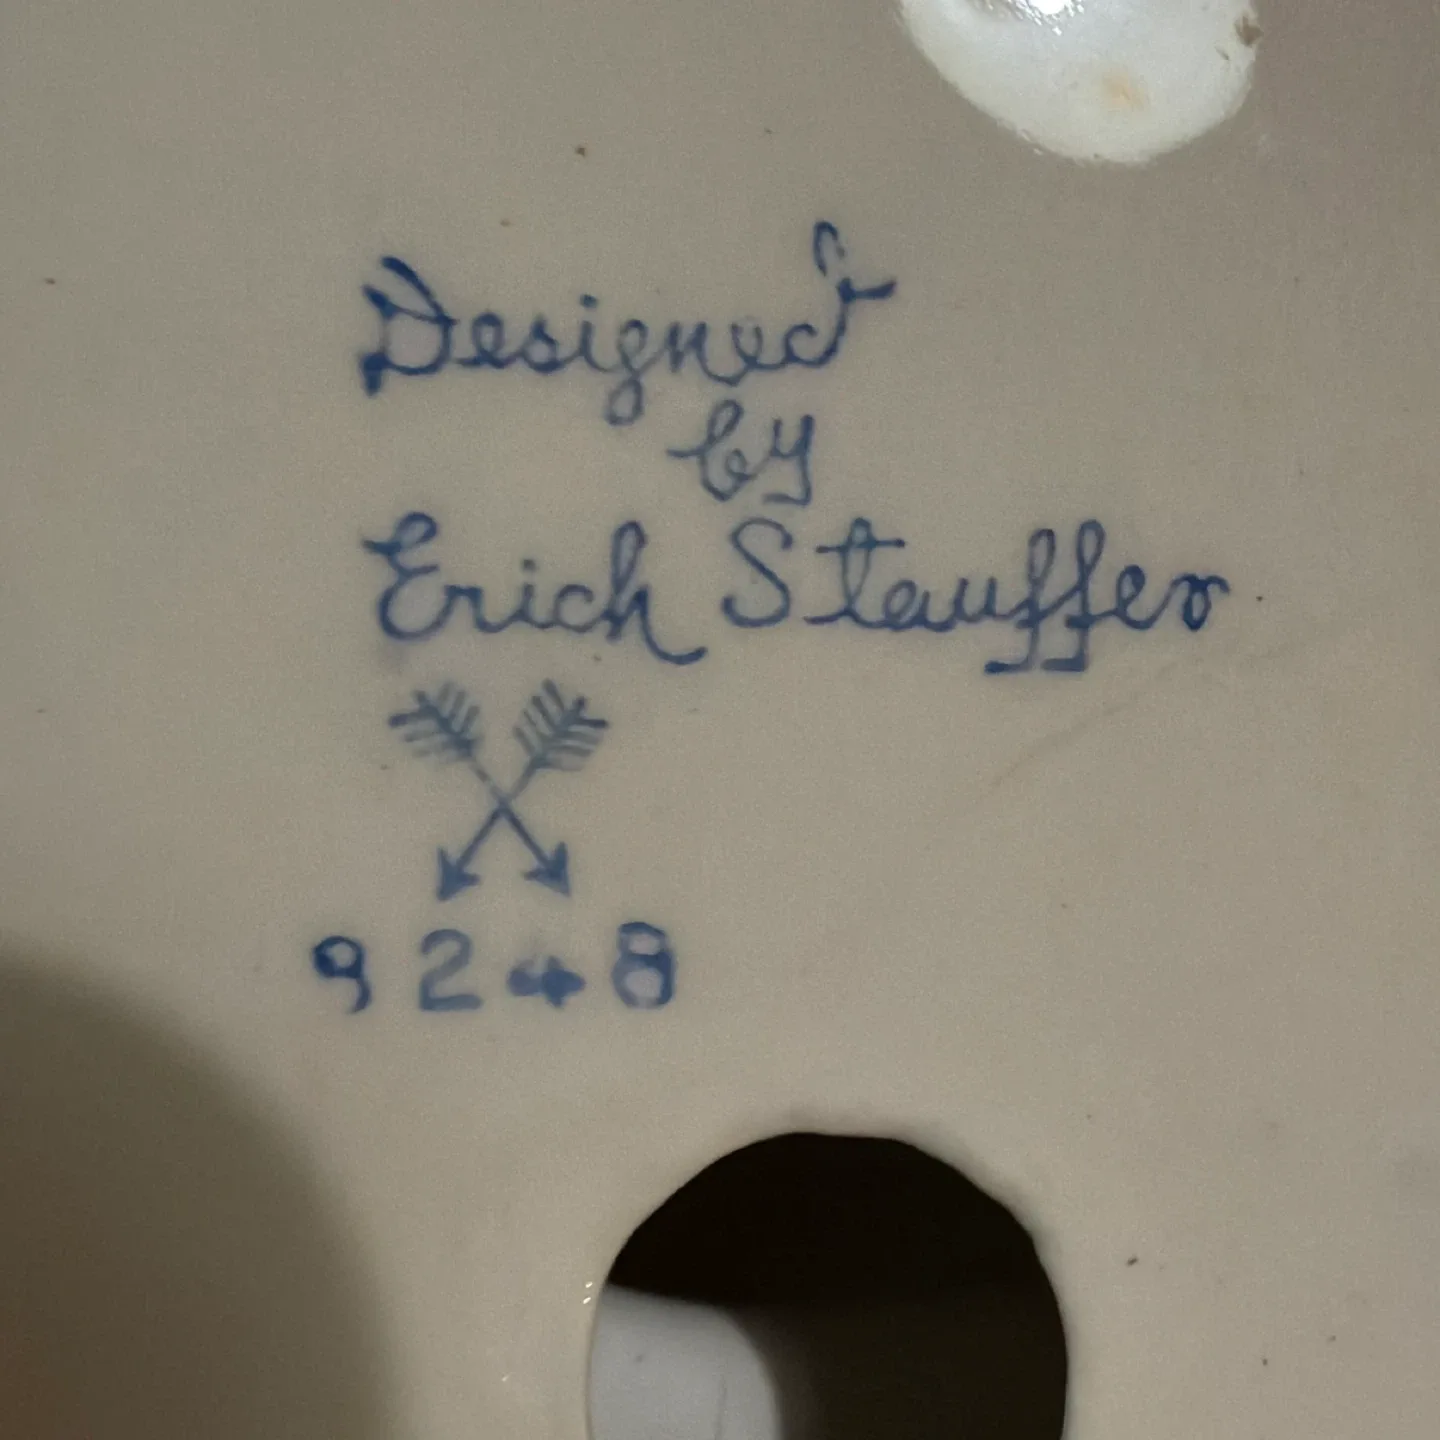 Designed
by
Erich Stauffer
9248